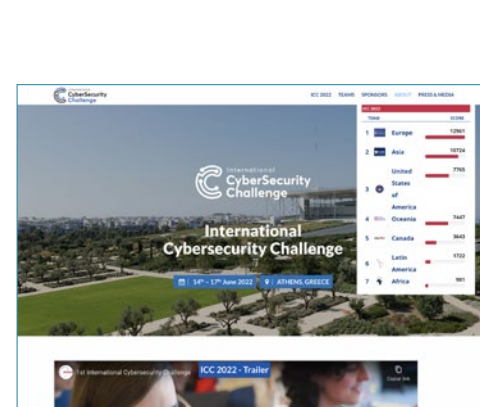 CyberSecurity
Challenge
ICC 2022 TEAMS SPONSORS ABOUT PRESS & MEDIA
ICC 2022
TEAM SCORE
1 Europe 12961
2 Asia 10724
3 United States of America 7765
4 Oceania 7447
5 Canada 3643
6 Latin America 1722
7 Africa 981
International
CyberSecurity
Challenge
International
Cybersecurity Challenge
14th – 17th June 2022 ATHENS, GREECE
1st International Cybersecurity Challenge
ICC 2022 - Trailer
Copier link